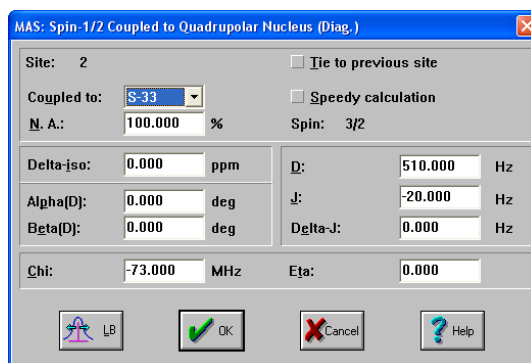 MAS: Spin-1/2 Coupled to Quadrupolar Nucleus (Diag.)
Site: 2 Tie to previous site
Coupled to: S-33 Speedy calculation
N. A.: 100.000 % Spin: 3/2
Delta-iso: 0.000 ppm D: 510.000 Hz
Alpha(D): 0.000 deg J: -20.000 Hz
Beta(D): 0.000 deg Delta-J: 0.000 Hz
Chi: -73.000 MHz Eta: 0.000
LB OK Cancel Help